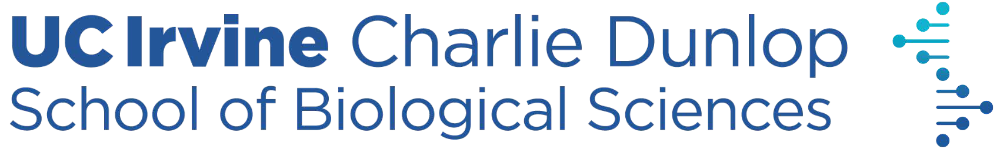 UC Irvine Charlie Dunlop
School of Biological Sciences